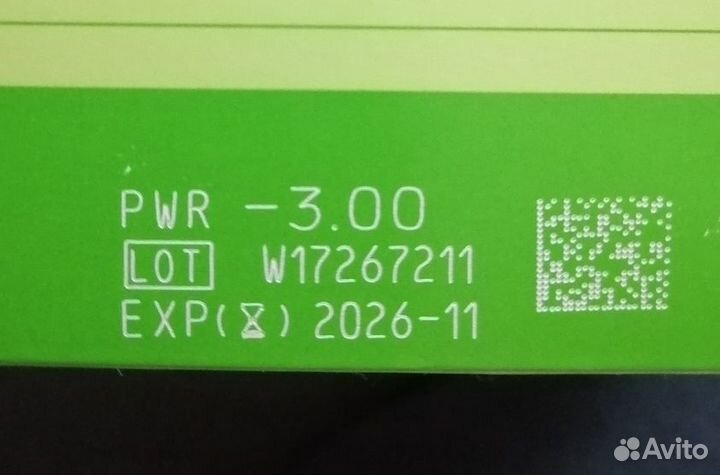 PWR -3.00
LOT W17267211
EXP(⌛) 2026-11
Avito